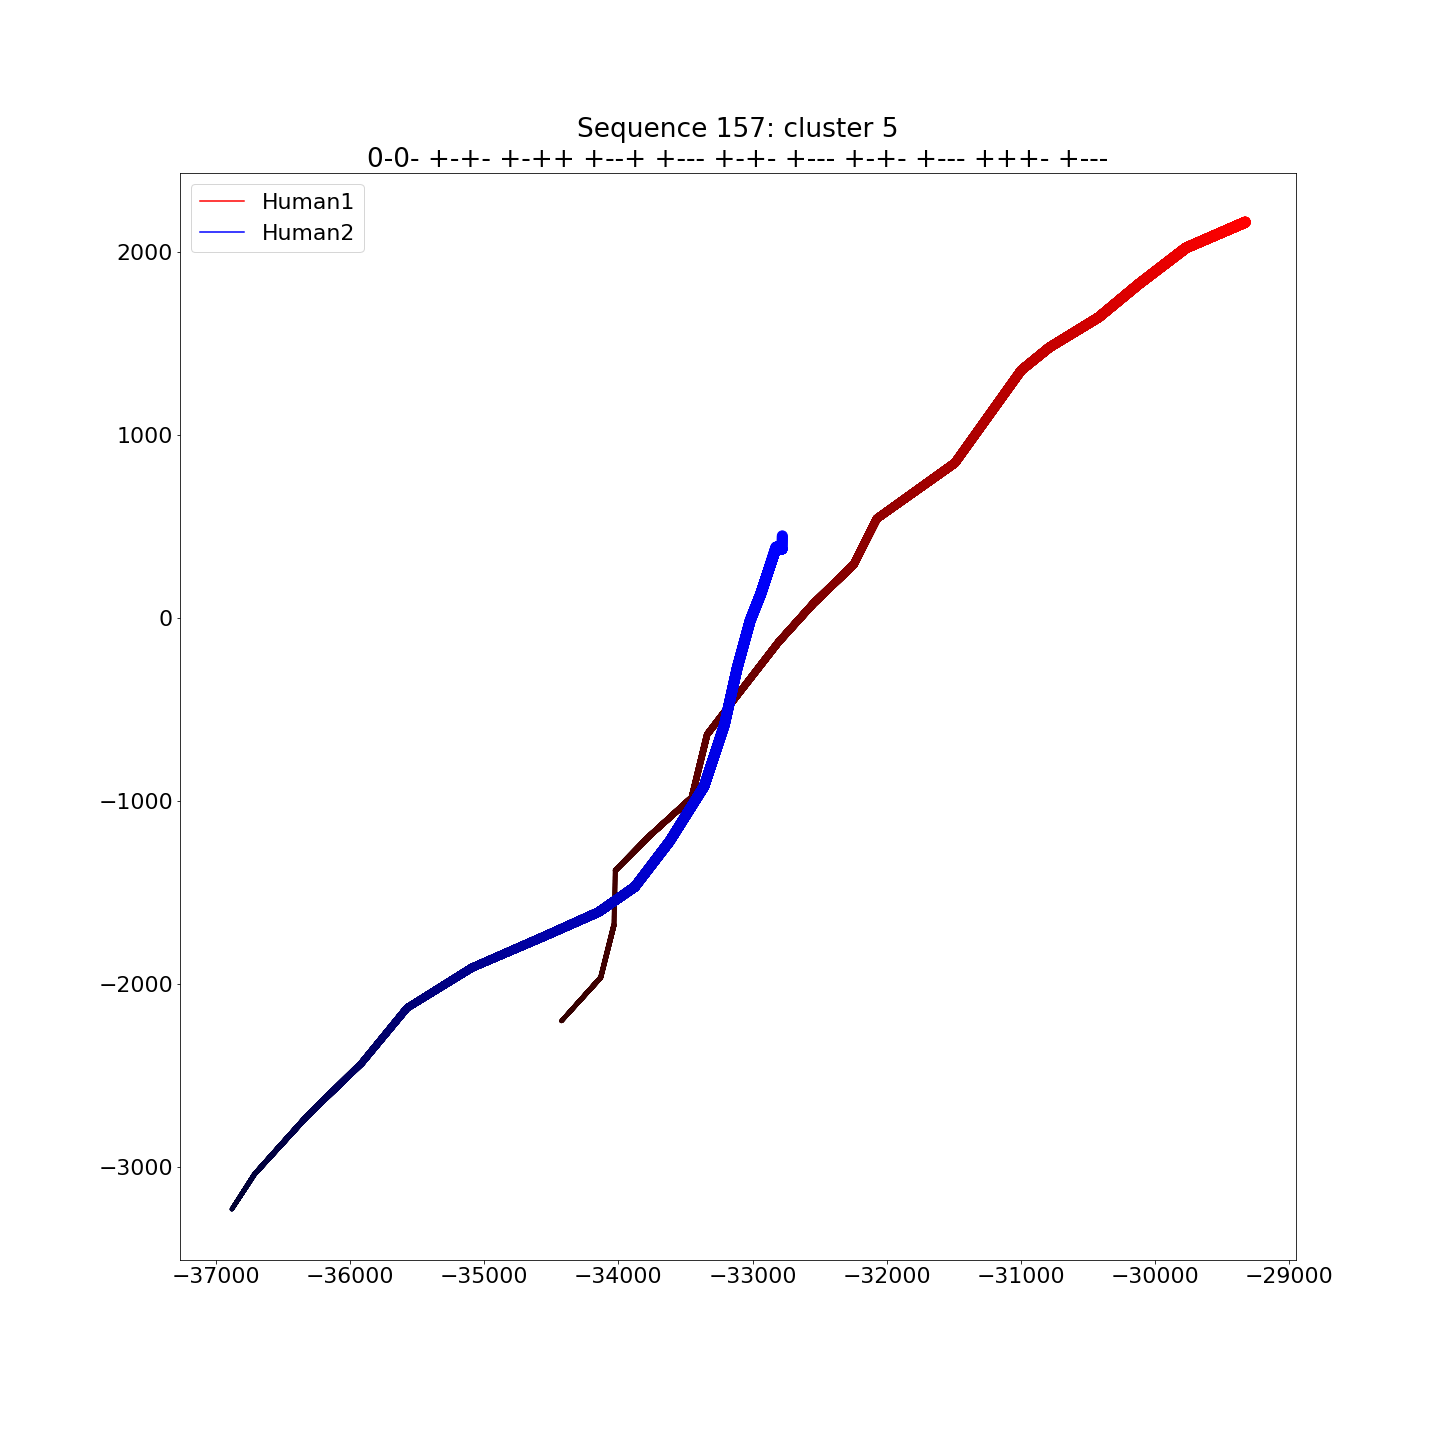 Sequence 157: cluster 5
0-0- +-+- +-++ +--+ +--- +-+- +--- +-+- +--- +++- +---
Human1
Human2
2000
1000
0
−1000
−2000
−3000
−37000 −36000 −35000 −34000 −33000 −32000 −31000 −30000 −29000